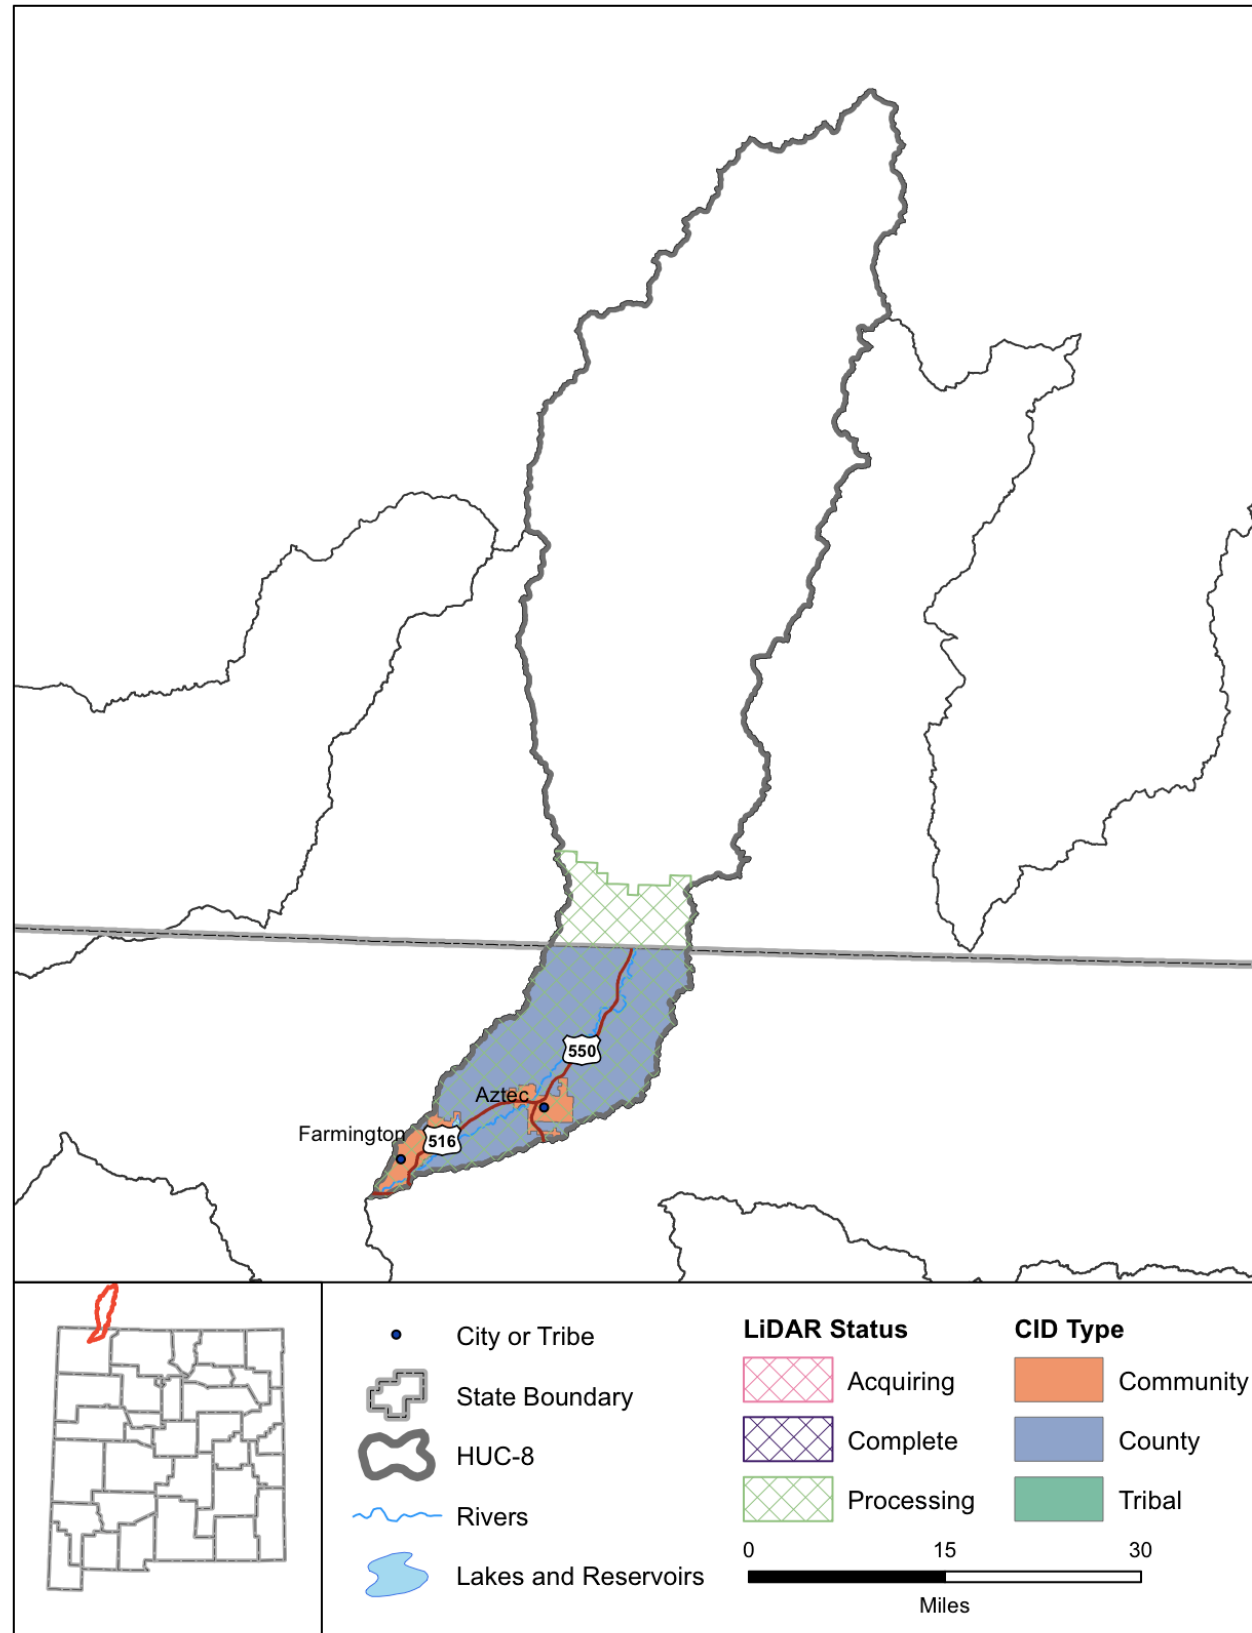 550
Aztec
Farmington
516
City or Tribe
State Boundary
HUC-8
Rivers
Lakes and Reservoirs
LiDAR Status
Acquiring
Complete
Processing
CID Type
Community
County
Tribal
0 15 30
Miles